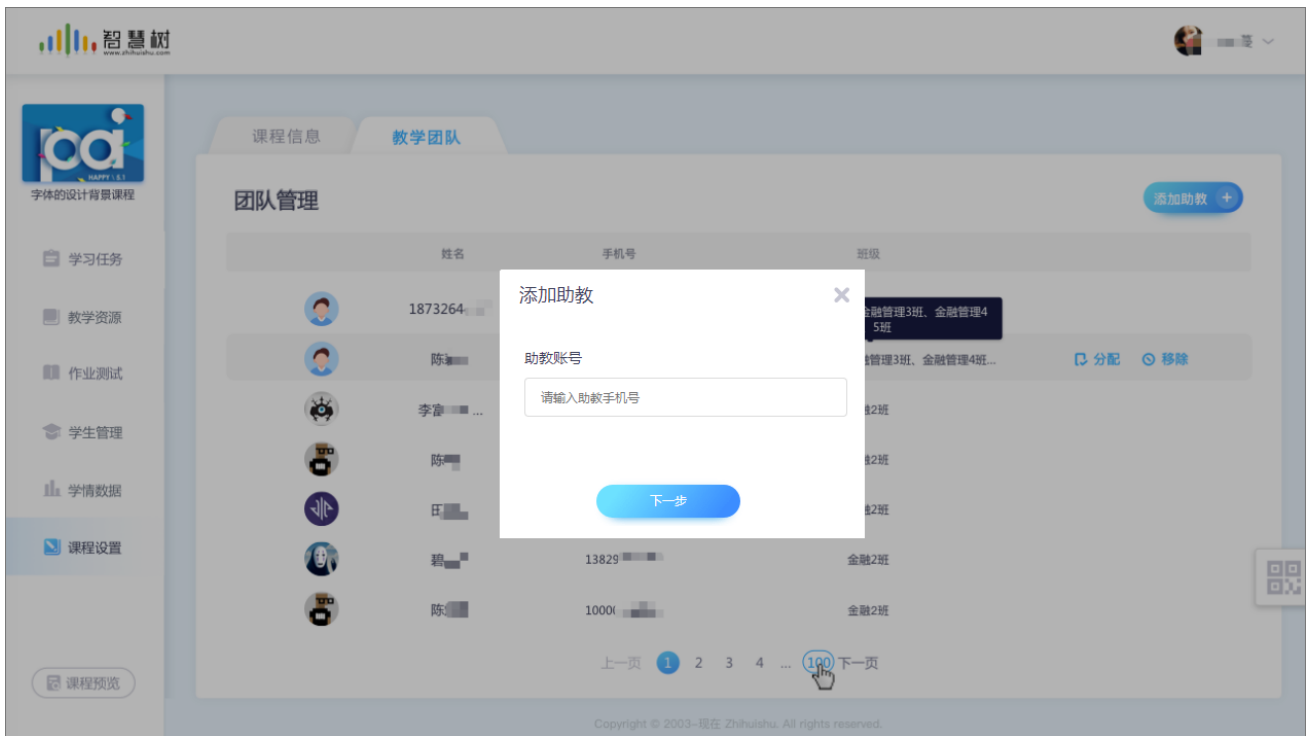 智慧树
www.zhihuishu.com
蔓
pai
HAPPY 1.6.1
字体的设计背景课程
学习任务
教学资源
作业测试
学生管理
学情数据
课程设置
课程预览
课程信息
教学团队
团队管理
添加助教 +
姓名 手机号 班级
1873264
金融管理3班、金融管理4
5班
陈 管理3班、金融管理4班... 分配 移除
李富 ... 2班
陈 2班
2班
碧 13829 金融2班
陈 1000 金融2班
添加助教
助教账号
请输入助教手机号
下一步
上一页 1 2 3 4 ... 100 下一页
Copyright © 2003-现在 Zhihuishu. All rights reserved.